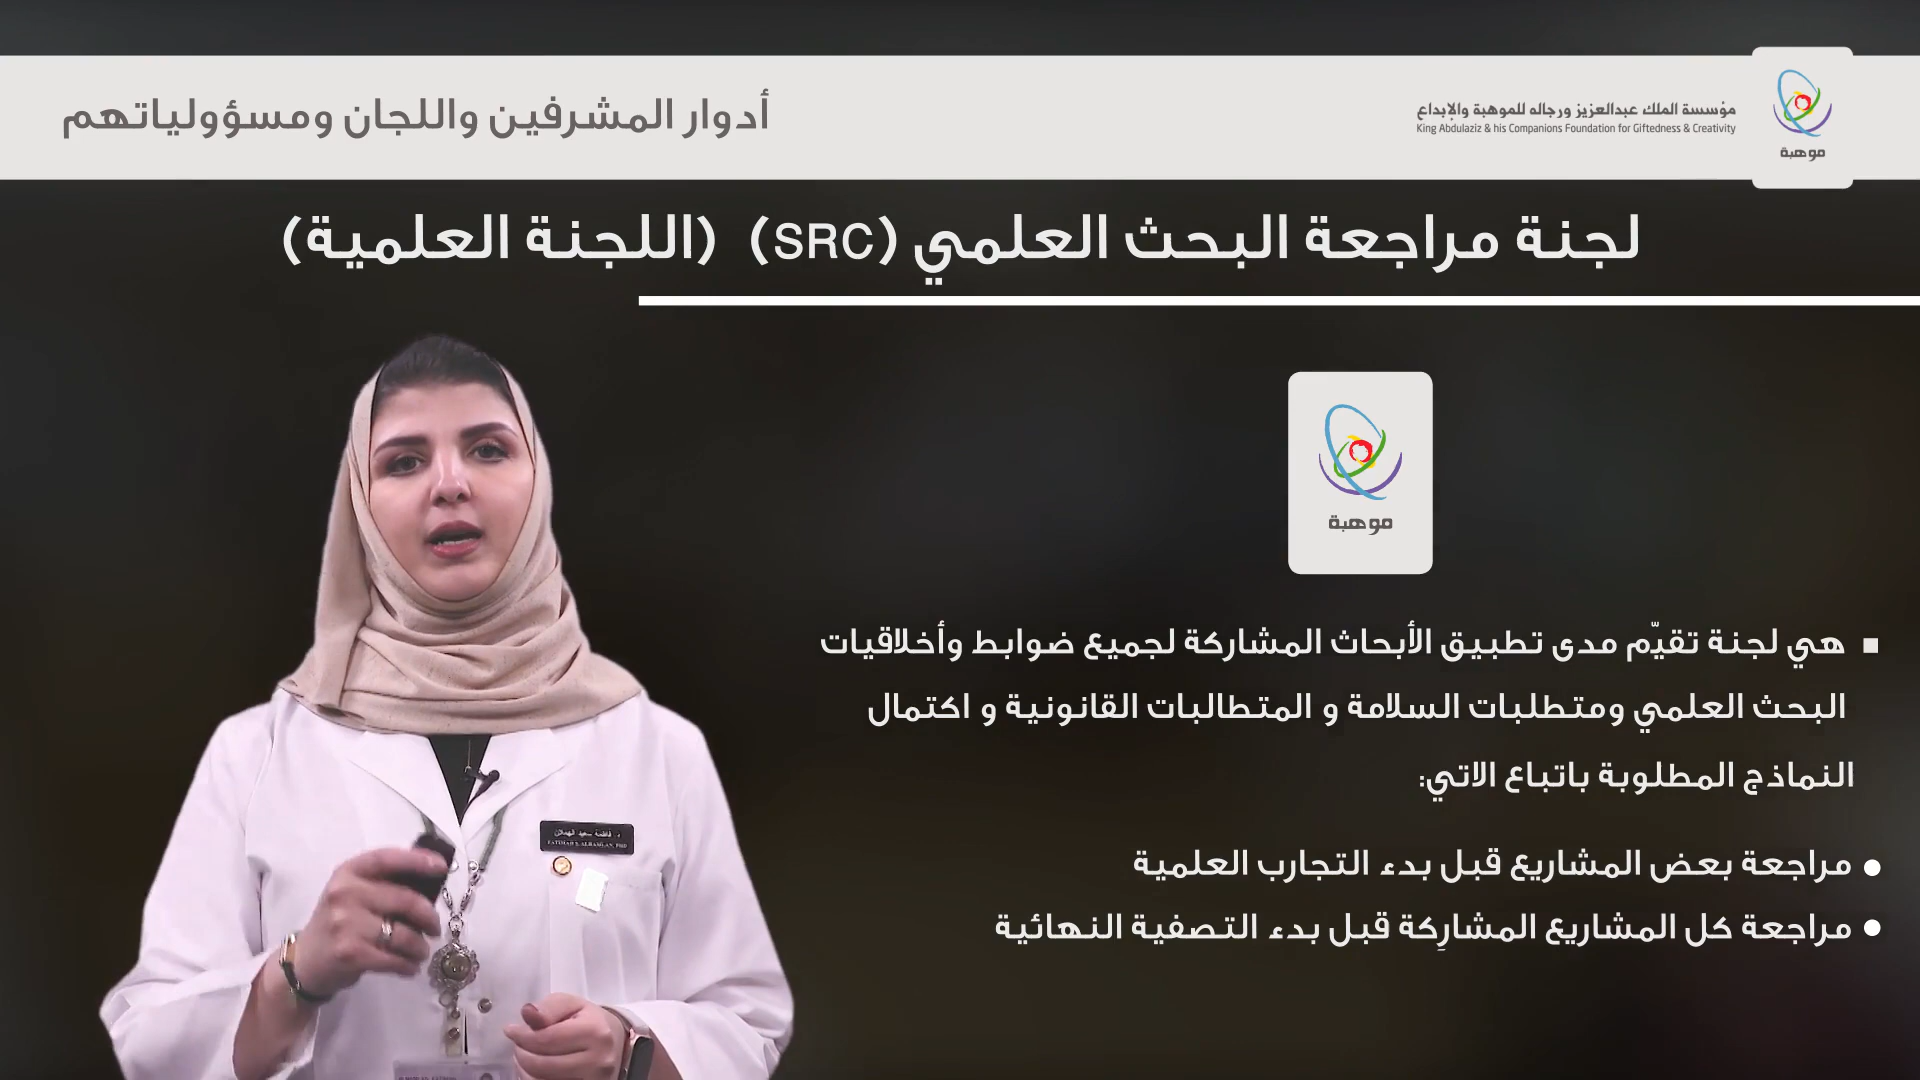 أدوار المشرفين واللجان ومسؤولياتهم
مؤسسة الملك عبدالعزيز ورجاله للموهبة والإبداع
King Abdulaziz & his Companions Foundation for Giftedness & Creativity
موهبة
لجنة مراجعة البحث العلمي (SRC) (اللجنة العلمية)
موهبة
▪ هي لجنة تقيّم مدى تطبيق الأبحاث المشاركة لجميع ضوابط وأخلاقيات
البحث العلمي ومتطلبات السلامة و المتطالبات القانونية و اكتمال
النماذج المطلوبة باتباع الاتي:
● مراجعة بعض المشاريع قبل بدء التجارب العلمية
● مراجعة كل المشاريع المشارِكة قبل بدء التصفية النهائية
د. فاطمة سعيد